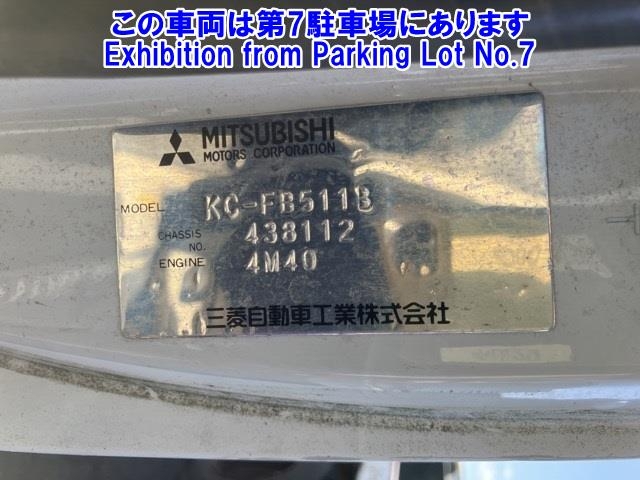 この車両は第7駐車場にあります
Exhibition from Parking Lot No.7
MITSUBISHI
MOTORS CORPORATION
MODEL KC-FB511B
CHASSIS NO. 438112
ENGINE 4M40
三菱自動車工業株式会社